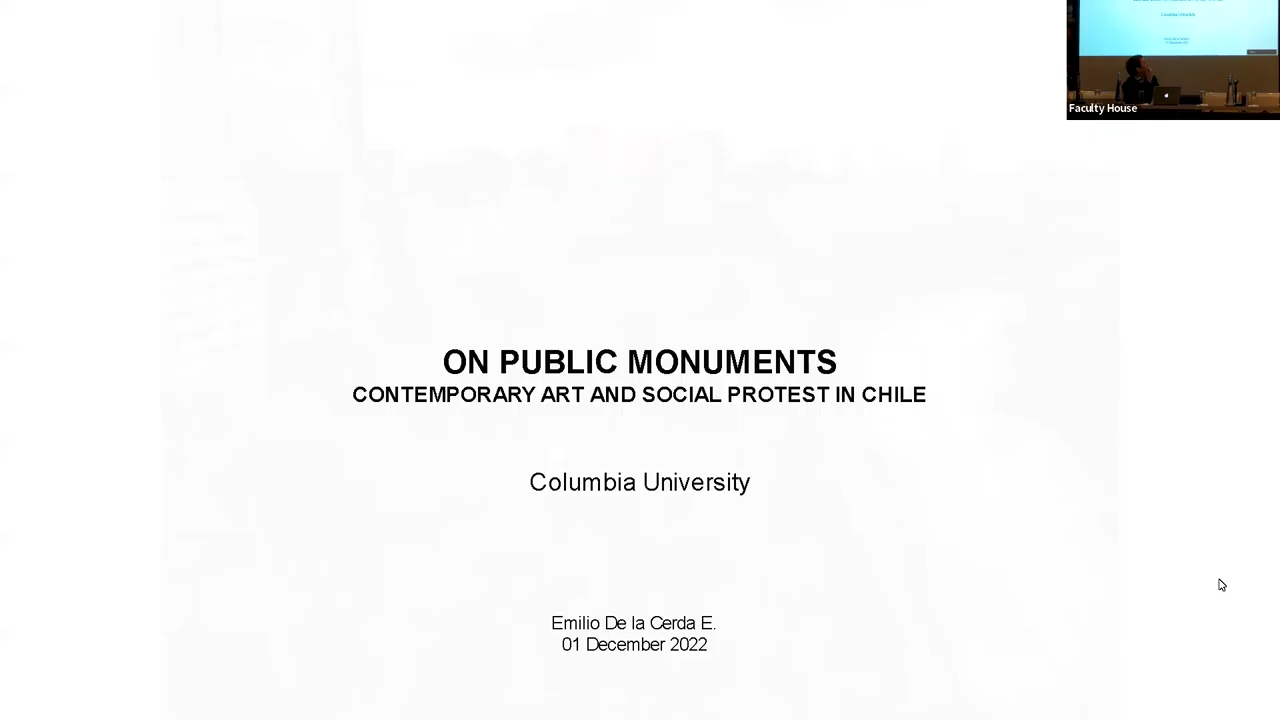 Faculty House
ON PUBLIC MONUMENTS
CONTEMPORARY ART AND SOCIAL PROTEST IN CHILE
Columbia University
Emilio De la Cerda E.
01 December 2022